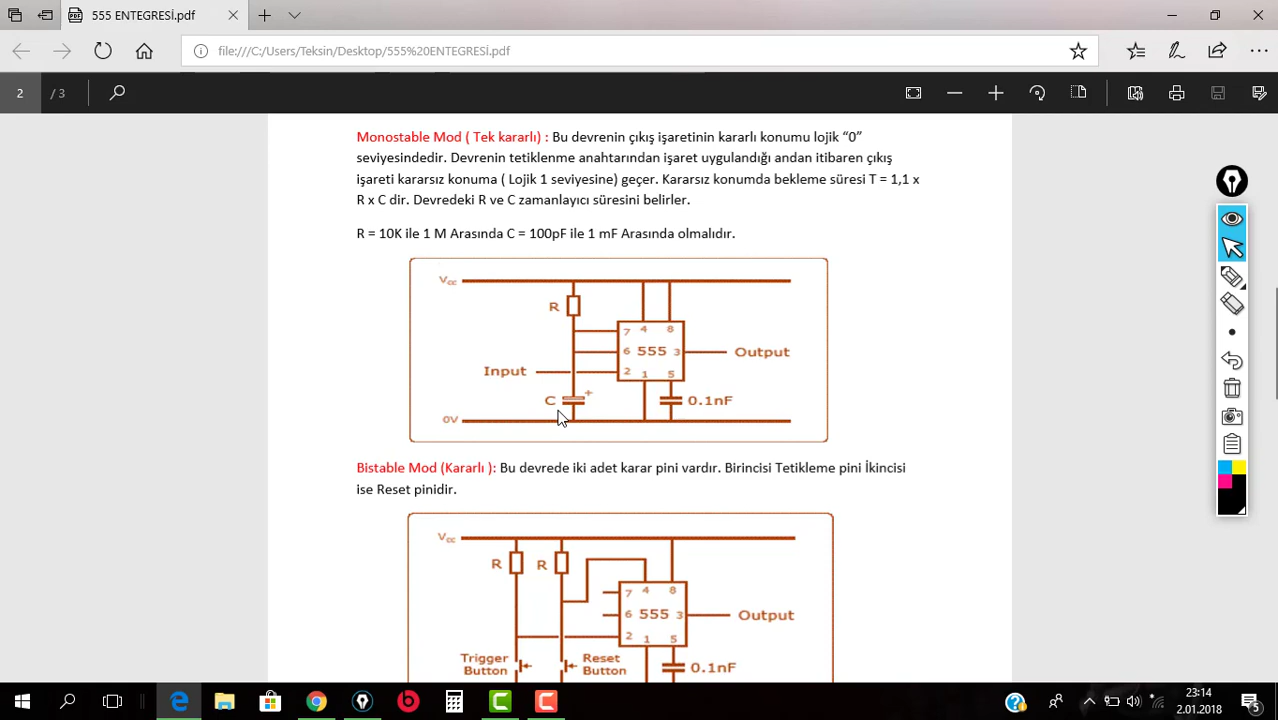 555 ENTEGRESİ.pdf
file:///C:/Users/Teksin/Desktop/555%20ENTEGRESİ.pdf
2 / 3
Monostable Mod ( Tek kararlı) : Bu devrenin çıkış işaretinin kararlı konumu lojik “0”
seviyesindedir. Devrenin tetiklenme anahtarından işaret uygulandığı andan itibaren çıkış
işareti kararsız konuma ( Lojik 1 seviyesine) geçer. Kararsız konumda bekleme süresi T = 1,1 x
R x C dir. Devredeki R ve C zamanlayıcı süresini belirler.
R = 10K ile 1 M Arasında C = 100pF ile 1 mF Arasında olmalıdır.
Vcc
R
7 4 8
6 555 3 Output
Input 2 1 5
C + 0.1nF
0V
Bistable Mod (Kararlı ): Bu devrede iki adet karar pini vardır. Birincisi Tetikleme pini İkincisi
ise Reset pinidir.
Vcc
R R
7 4 8
6 555 3 Output
2 1 5
Trigger Button
Reset Button
0.1nF
23:14
2.01.2018
5